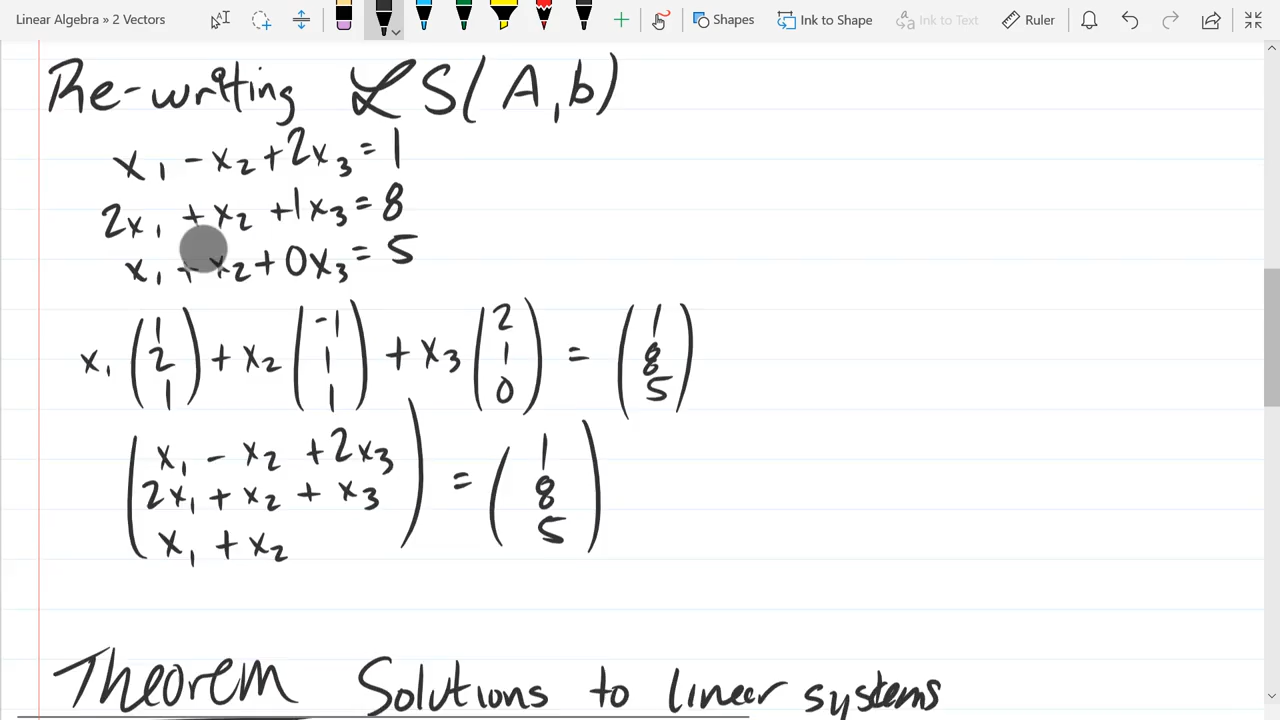 Linear Algebra » 2 Vectors Shapes Ink to Shape Ink to Text Ruler
Re-writing LS(A,b)
x₁ - x₂ + 2x₃ = 1
2x₁ + x₂ + 1x₃ = 8
x₁ + x₂ + 0x₃ = 5
x₁ (1 2 1) + x₂ (-1 1 1) + x₃ (2 1 0) = (1 8 5)
(x₁ - x₂ + 2x₃
2x₁ + x₂ + x₃
x₁ + x₂) = (1 8 5)
Theorem Solutions to linear systems